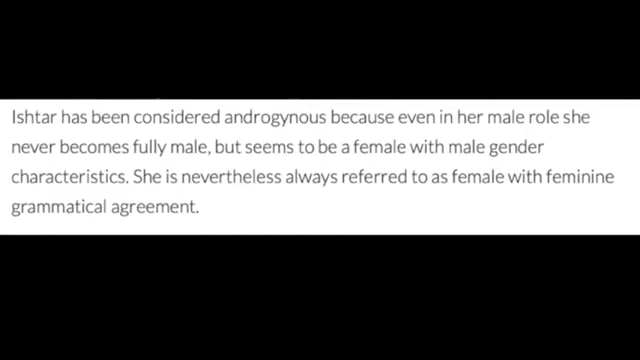 Ishtar has been considered androgynous because even in her male role she
never becomes fully male, but seems to be a female with male gender
characteristics. She is nevertheless always referred to as female with feminine
grammatical agreement.